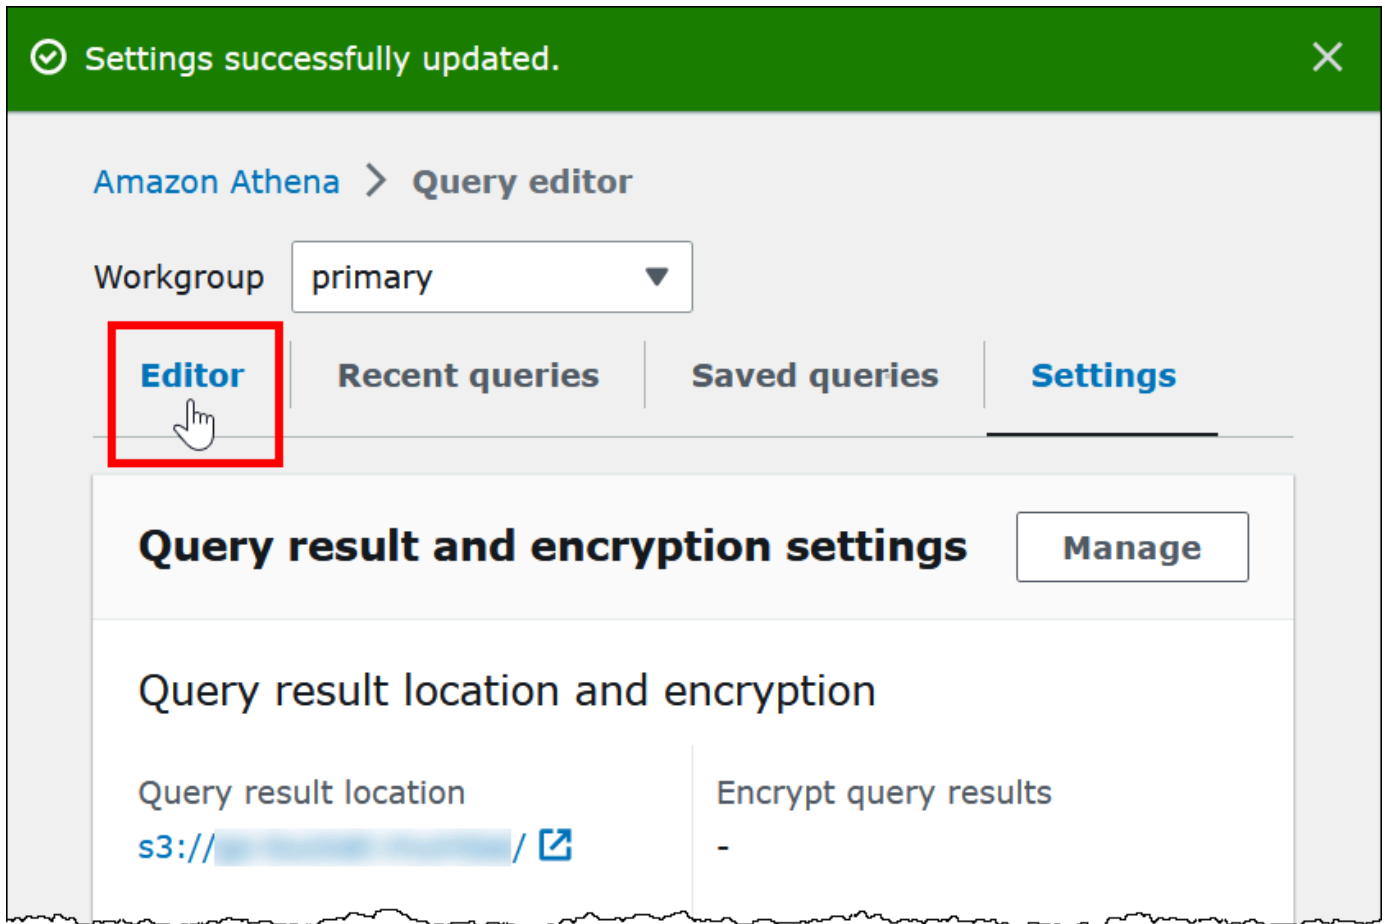 Settings successfully updated.
Amazon Athena > Query editor
Workgroup primary
Editor Recent queries Saved queries Settings
Query result and encryption settings Manage
Query result location and encryption
Query result location Encrypt query results
s3:// / -